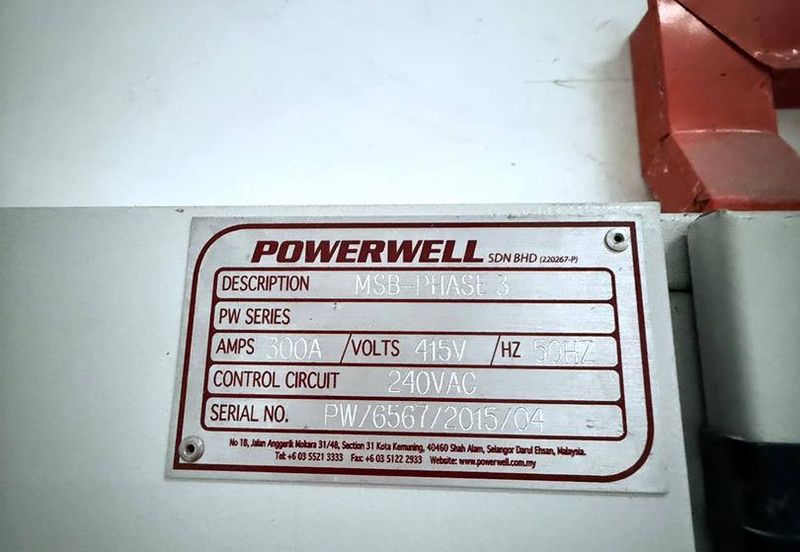 POWERWELL SDN BHD (220267-P)
DESCRIPTION MSB-PHASE 3
PW SERIES
AMPS 300A /VOLTS 415V /HZ 50HZ
CONTROL CIRCUIT 240VAC
SERIAL NO. PW/6567/2015/04
No 18, Jalan Anggerik Mokara 31/48, Section 31 Kota Kemuning, 40460 Shah Alam, Selangor Darul Ehsan, Malaysia.
Tel: +6 03 5521 3333 Fax: +6 03 5122 2933 Website: www.powerwell.com.my